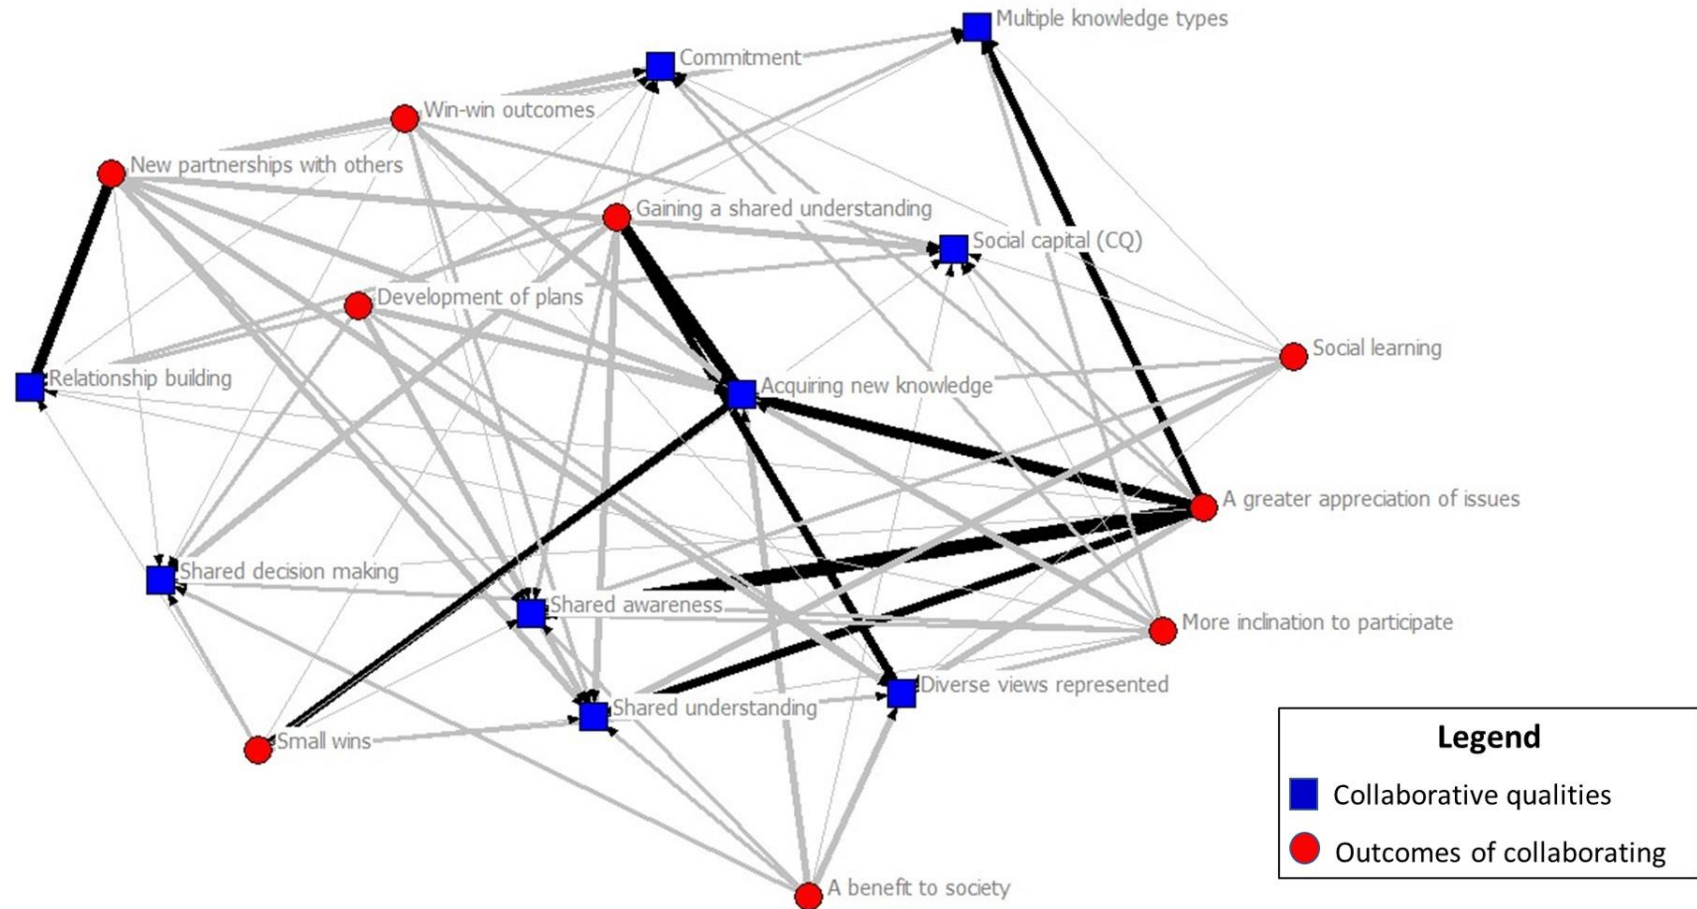 Multiple knowledge types
Commitment
Win-win outcomes
New partnerships with others
Gaining a shared understanding
Social capital (CQ)
Development of plans
Social learning
Relationship building
Acquiring new knowledge
A greater appreciation of issues
Shared decision making
Shared awareness
More inclination to participate
Diverse views represented
Shared understanding
Small wins
A benefit to society
Legend
Collaborative qualities
Outcomes of collaborating